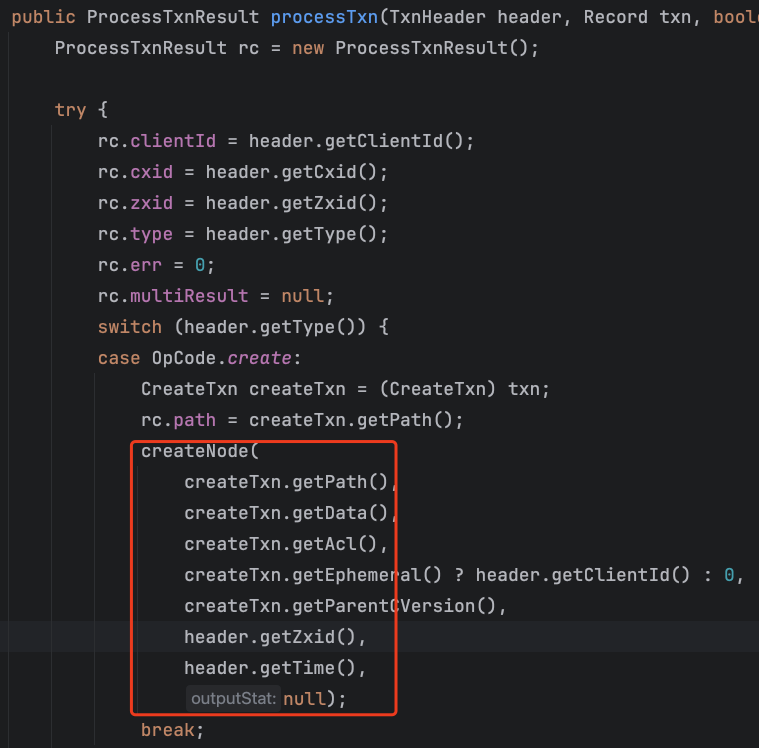 public ProcessTxnResult processTxn(TxnHeader header, Record txn, bool
ProcessTxnResult rc = new ProcessTxnResult();
try {
rc.clientId = header.getClientId();
rc.cxid = header.getCxid();
rc.zxid = header.getZxid();
rc.type = header.getType();
rc.err = 0;
rc.multiResult = null;
switch (header.getType()) {
case OpCode.create:
CreateTxn createTxn = (CreateTxn) txn;
rc.path = createTxn.getPath();
createNode(
createTxn.getPath(),
createTxn.getData(),
createTxn.getAcl(),
createTxn.getEphemeral() ? header.getClientId() : 0,
createTxn.getParentCVersion(),
header.getZxid(),
header.getTime(),
outputStat: null);
break;